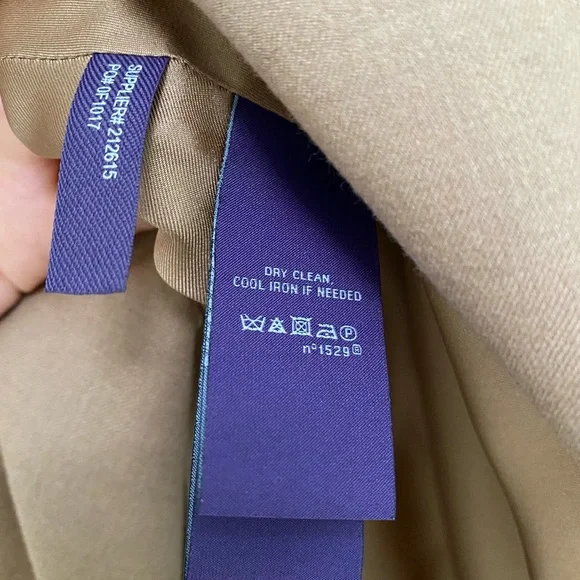 SUPPLIER# 212615
PO# 0F1017
DRY CLEAN,
COOL IRON IF NEEDED
P
n°1529